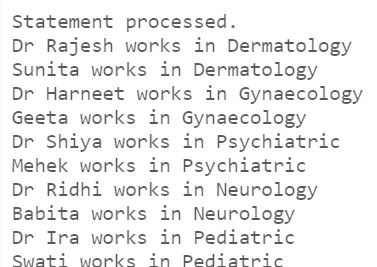 Statement processed.
Dr Rajesh works in Dermatology
Sunita works in Dermatology
Dr Harneet works in Gynaecology
Geeta works in Gynaecology
Dr Shiya works in Psychiatric
Mehek works in Psychiatric
Dr Ridhi works in Neurology
Babita works in Neurology
Dr Ira works in Pediatric
Swati works in Pediatric